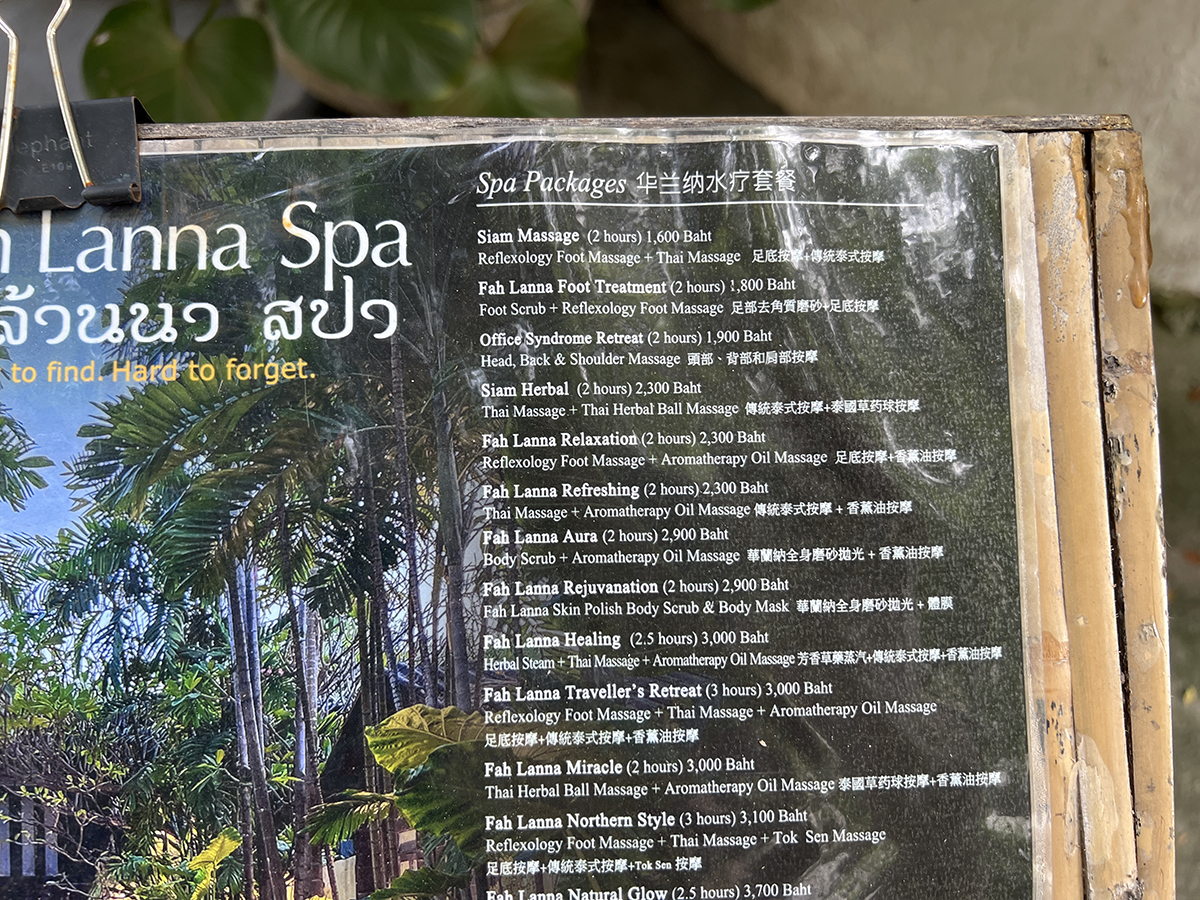 ephant
E109
Lanna Spa
ล้านนา สปา
to find. Hard to forget.
Spa Packages 华兰纳水疗套餐
Siam Massage (2 hours) 1,600 Baht
Reflexology Foot Massage + Thai Massage 足底按摩+傳統泰式按摩
Fah Lanna Foot Treatment (2 hours) 1,800 Baht
Foot Scrub + Reflexology Foot Massage 足部去角質磨砂+足底按摩
Office Syndrome Retreat (2 hours) 1,900 Baht
Head, Back & Shoulder Massage 頭部、背部和肩部按摩
Siam Herbal (2 hours) 2,300 Baht
Thai Massage + Thai Herbal Ball Massage 傳統泰式按摩+泰國草药球按摩
Fah Lanna Relaxation (2 hours) 2,300 Baht
Reflexology Foot Massage + Aromatherapy Oil Massage 足底按摩+香薰油按摩
Fah Lanna Refreshing (2 hours) 2,300 Baht
Thai Massage + Aromatherapy Oil Massage 傳統泰式按摩 + 香薰油按摩
Fah Lanna Aura (2 hours) 2,900 Baht
Body Scrub + Aromatherapy Oil Massage 華蘭納全身磨砂拋光 + 香薰油按摩
Fah Lanna Rejuvanation (2 hours) 2,900 Baht
Fah Lanna Skin Polish Body Scrub & Body Mask 華蘭納全身磨砂拋光 + 體膜
Fah Lanna Healing (2.5 hours) 3,000 Baht
Herbal Steam + Thai Massage + Aromatherapy Oil Massage 芳香草藥蒸汽+傳統泰式按摩+香薰油按摩
Fah Lanna Traveller's Retreat (3 hours) 3,000 Baht
Reflexology Foot Massage + Thai Massage + Aromatherapy Oil Massage
足底按摩+傳統泰式按摩+香薰油按摩
Fah Lanna Miracle (2 hours) 3,000 Baht
Thai Herbal Ball Massage + Aromatherapy Oil Massage 泰國草药球按摩+香薰油按摩
Fah Lanna Northern Style (3 hours) 3,100 Baht
Reflexology Foot Massage + Thai Massage + Tok Sen Massage
足底按摩+傳統泰式按摩+Tok Sen 按摩
Fah Lanna Natural Glow (2.5 hours) 3,700 Baht